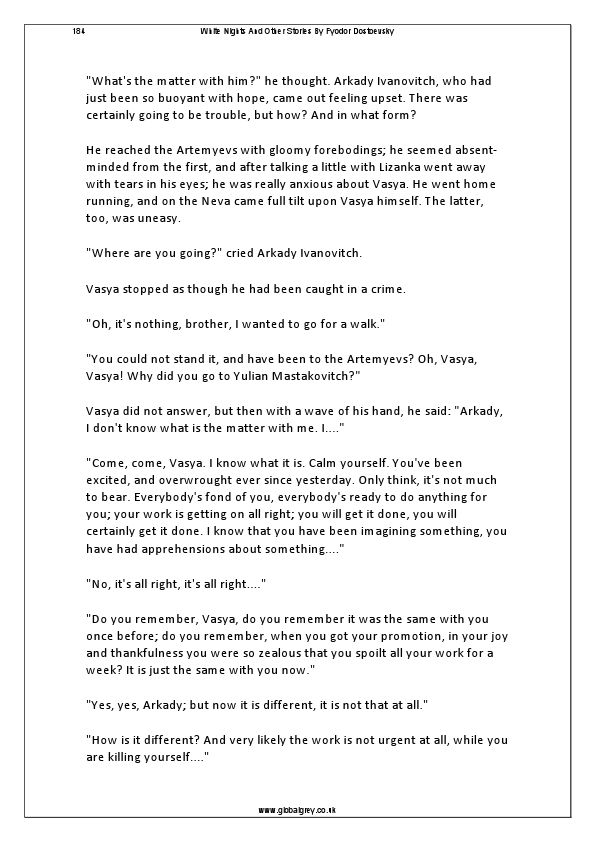 184 White Nights And Other Stories By Fyodor Dostoevsky
"What's the matter with him?" he thought. Arkady Ivanovitch, who had
just been so buoyant with hope, came out feeling upset. There was
certainly going to be trouble, but how? And in what form?
He reached the Artemyevs with gloomy forebodings; he seemed absent-
minded from the first, and after talking a little with Lizanka went away
with tears in his eyes; he was really anxious about Vasya. He went home
running, and on the Neva came full tilt upon Vasya himself. The latter,
too, was uneasy.
"Where are you going?" cried Arkady Ivanovitch.
Vasya stopped as though he had been caught in a crime.
"Oh, it's nothing, brother, I wanted to go for a walk."
"You could not stand it, and have been to the Artemyevs? Oh, Vasya,
Vasya! Why did you go to Yulian Mastakovitch?"
Vasya did not answer, but then with a wave of his hand, he said: "Arkady,
I don't know what is the matter with me. I...."
"Come, come, Vasya. I know what it is. Calm yourself. You've been
excited, and overwrought ever since yesterday. Only think, it's not much
to bear. Everybody's fond of you, everybody's ready to do anything for
you; your work is getting on all right; you will get it done, you will
certainly get it done. I know that you have been imagining something, you
have had apprehensions about something...."
"No, it's all right, it's all right...."
"Do you remember, Vasya, do you remember it was the same with you
once before; do you remember, when you got your promotion, in your joy
and thankfulness you were so zealous that you spoilt all your work for a
week? It is just the same with you now."
"Yes, yes, Arkady; but now it is different, it is not that at all."
"How is it different? And very likely the work is not urgent at all, while you
are killing yourself...."
www.globalgrey.co.uk